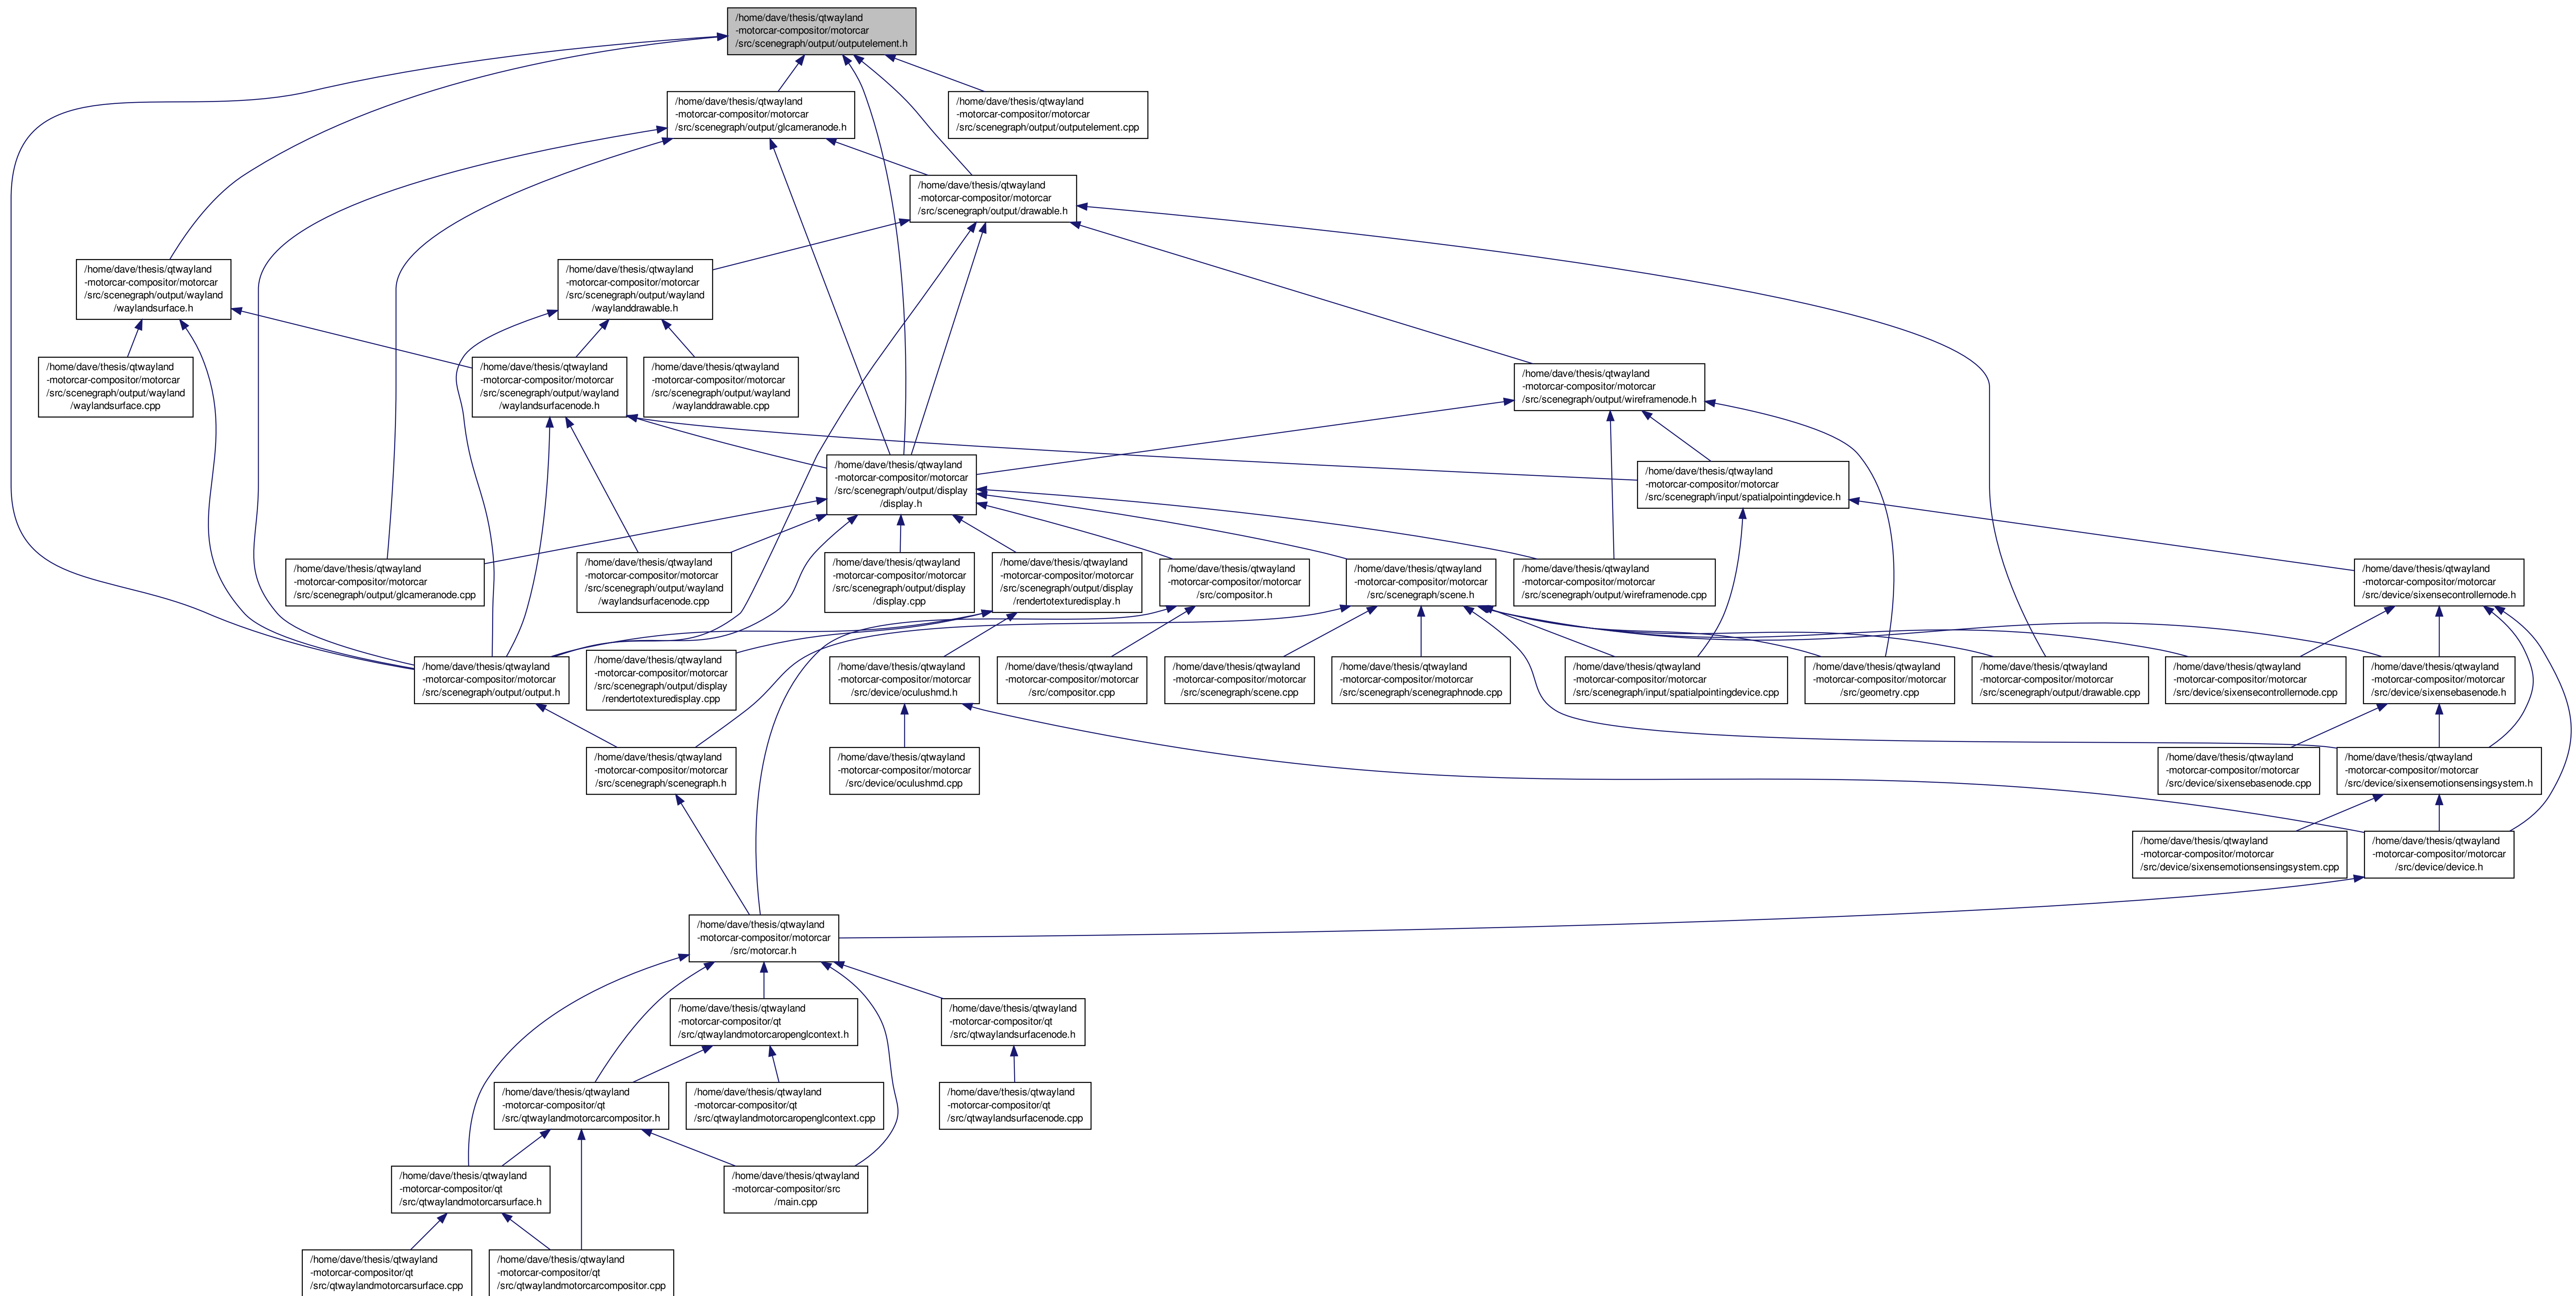 /home/dave/thesis/qtwayland
-motorcar-compositor/motorcar
/src/scenegraph/output/outputelement.h
/home/dave/thesis/qtwayland
-motorcar-compositor/motorcar
/src/scenegraph/output/glcameranode.h
/home/dave/thesis/qtwayland
-motorcar-compositor/motorcar
/src/scenegraph/output/outputelement.cpp
/home/dave/thesis/qtwayland
-motorcar-compositor/motorcar
/src/scenegraph/output/drawable.h
/home/dave/thesis/qtwayland
-motorcar-compositor/motorcar
/src/scenegraph/output/wayland
/waylandsurface.h
/home/dave/thesis/qtwayland
-motorcar-compositor/motorcar
/src/scenegraph/output/wayland
/waylanddrawable.h
/home/dave/thesis/qtwayland
-motorcar-compositor/motorcar
/src/scenegraph/output/wayland
/waylandsurface.cpp
/home/dave/thesis/qtwayland
-motorcar-compositor/motorcar
/src/scenegraph/output/wayland
/waylandsurfacenode.h
/home/dave/thesis/qtwayland
-motorcar-compositor/motorcar
/src/scenegraph/output/wayland
/waylanddrawable.cpp
/home/dave/thesis/qtwayland
-motorcar-compositor/motorcar
/src/scenegraph/output/wireframenode.h
/home/dave/thesis/qtwayland
-motorcar-compositor/motorcar
/src/scenegraph/output/display
/display.h
/home/dave/thesis/qtwayland
-motorcar-compositor/motorcar
/src/scenegraph/input/spatialpointingdevice.h
/home/dave/thesis/qtwayland
-motorcar-compositor/motorcar
/src/scenegraph/output/glcameranode.cpp
/home/dave/thesis/qtwayland
-motorcar-compositor/motorcar
/src/scenegraph/output/wayland
/waylandsurfacenode.cpp
/home/dave/thesis/qtwayland
-motorcar-compositor/motorcar
/src/scenegraph/output/display
/display.cpp
/home/dave/thesis/qtwayland
-motorcar-compositor/motorcar
/src/scenegraph/output/display
/rendertotexturedisplay.h
/home/dave/thesis/qtwayland
-motorcar-compositor/motorcar
/src/compositor.h
/home/dave/thesis/qtwayland
-motorcar-compositor/motorcar
/src/scenegraph/scene.h
/home/dave/thesis/qtwayland
-motorcar-compositor/motorcar
/src/scenegraph/output/wireframenode.cpp
/home/dave/thesis/qtwayland
-motorcar-compositor/motorcar
/src/device/sixensecontrollernode.h
/home/dave/thesis/qtwayland
-motorcar-compositor/motorcar
/src/scenegraph/output/output.h
/home/dave/thesis/qtwayland
-motorcar-compositor/motorcar
/src/scenegraph/output/display
/rendertotexturedisplay.cpp
/home/dave/thesis/qtwayland
-motorcar-compositor/motorcar
/src/device/oculushmd.h
/home/dave/thesis/qtwayland
-motorcar-compositor/motorcar
/src/compositor.cpp
/home/dave/thesis/qtwayland
-motorcar-compositor/motorcar
/src/scenegraph/scene.cpp
/home/dave/thesis/qtwayland
-motorcar-compositor/motorcar
/src/scenegraph/scenegraphnode.cpp
/home/dave/thesis/qtwayland
-motorcar-compositor/motorcar
/src/scenegraph/input/spatialpointingdevice.cpp
/home/dave/thesis/qtwayland
-motorcar-compositor/motorcar
/src/geometry.cpp
/home/dave/thesis/qtwayland
-motorcar-compositor/motorcar
/src/scenegraph/output/drawable.cpp
/home/dave/thesis/qtwayland
-motorcar-compositor/motorcar
/src/device/sixensecontrollernode.cpp
/home/dave/thesis/qtwayland
-motorcar-compositor/motorcar
/src/device/sixensebasenode.h
/home/dave/thesis/qtwayland
-motorcar-compositor/motorcar
/src/scenegraph/scenegraph.h
/home/dave/thesis/qtwayland
-motorcar-compositor/motorcar
/src/device/oculushmd.cpp
/home/dave/thesis/qtwayland
-motorcar-compositor/motorcar
/src/device/sixensebasenode.cpp
/home/dave/thesis/qtwayland
-motorcar-compositor/motorcar
/src/device/sixensemotionsensingsystem.h
/home/dave/thesis/qtwayland
-motorcar-compositor/motorcar
/src/device/sixensemotionsensingsystem.cpp
/home/dave/thesis/qtwayland
-motorcar-compositor/motorcar
/src/device/device.h
/home/dave/thesis/qtwayland
-motorcar-compositor/motorcar
/src/motorcar.h
/home/dave/thesis/qtwayland
-motorcar-compositor/qt
/src/qtwaylandmotorcaropenglcontext.h
/home/dave/thesis/qtwayland
-motorcar-compositor/qt
/src/qtwaylandsurfacenode.h
/home/dave/thesis/qtwayland
-motorcar-compositor/qt
/src/qtwaylandmotorcarcompositor.h
/home/dave/thesis/qtwayland
-motorcar-compositor/qt
/src/qtwaylandmotorcaropenglcontext.cpp
/home/dave/thesis/qtwayland
-motorcar-compositor/qt
/src/qtwaylandsurfacenode.cpp
/home/dave/thesis/qtwayland
-motorcar-compositor/qt
/src/qtwaylandmotorcarsurface.h
/home/dave/thesis/qtwayland
-motorcar-compositor/src
/main.cpp
/home/dave/thesis/qtwayland
-motorcar-compositor/qt
/src/qtwaylandmotorcarsurface.cpp
/home/dave/thesis/qtwayland
-motorcar-compositor/qt
/src/qtwaylandmotorcarcompositor.cpp